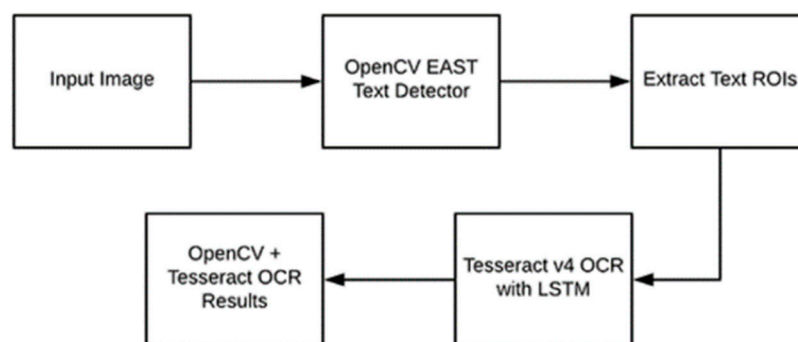 Input Image
OpenCV EAST
Text Detector
Extract Text ROIs
Tesseract v4 OCR
with LSTM
OpenCV +
Tesseract OCR
Results